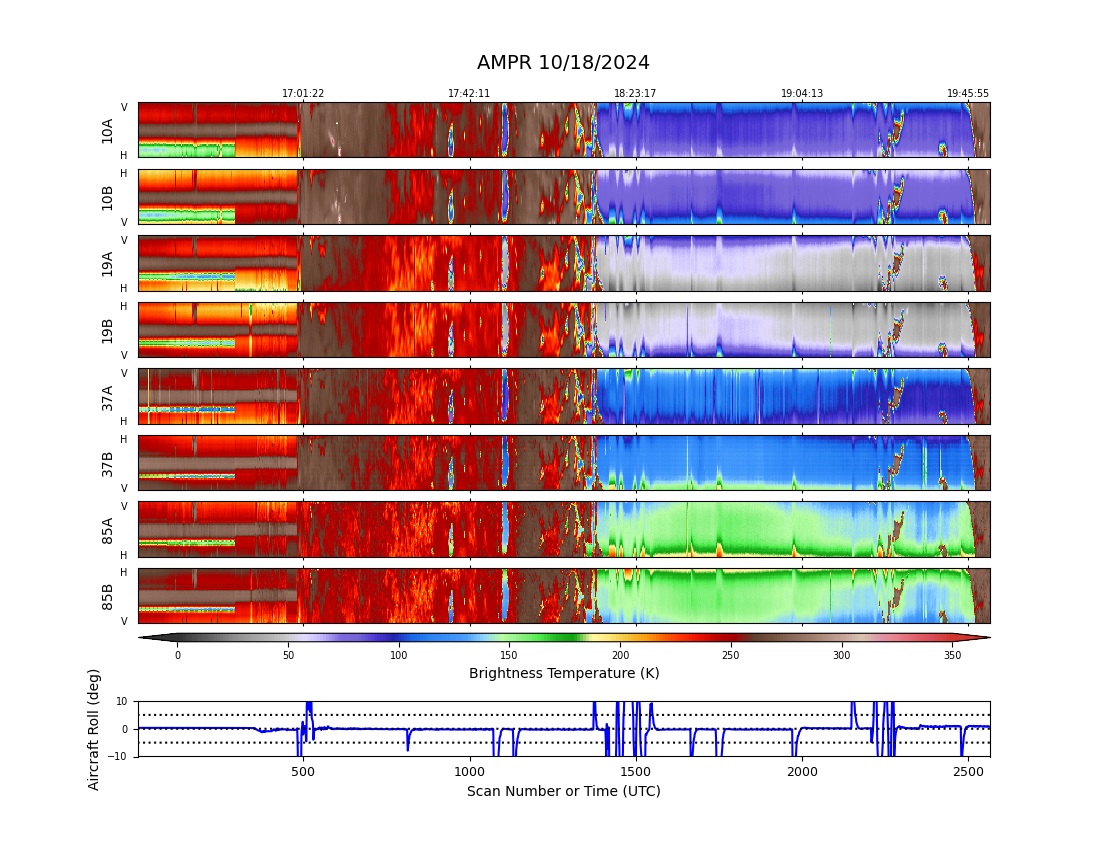 AMPR 10/18/2024
17:01:22 17:42:11 18:23:17 19:04:13 19:45:55
V
10A
H
H
10B
V
V
19A
H
H
19B
V
V
37A
H
H
37B
V
V
85A
H
H
85B
V
0 50 100 150 200 250 300 350
Brightness Temperature (K)
Aircraft Roll (deg)
10
0
−10
500 1000 1500 2000 2500
Scan Number or Time (UTC)